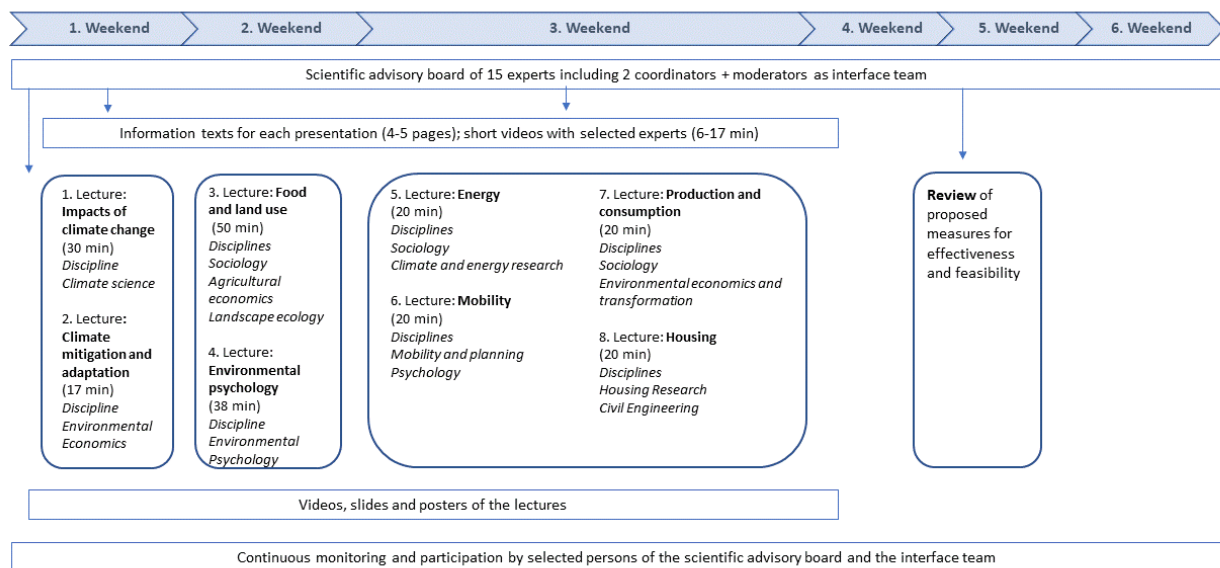 1. Weekend
2. Weekend
3. Weekend
4. Weekend
5. Weekend
6. Weekend
Scientific advisory board of 15 experts including 2 coordinators + moderators as interface team
Information texts for each presentation (4-5 pages); short videos with selected experts (6-17 min)
1. Lecture:
Impacts of
climate change
(30 min)
Discipline
Climate science
2. Lecture:
Climate
mitigation and
adaptation
(17 min)
Discipline
Environmental
Economics
3. Lecture: Food
and land use
(50 min)
Disciplines
Sociology
Agricultural
economics
Landscape ecology
4. Lecture:
Environmental
psychology
(38 min)
Discipline
Environmental
Psychology
5. Lecture: Energy
(20 min)
Disciplines
Sociology
Climate and energy research
6. Lecture: Mobility
(20 min)
Disciplines
Mobility and planning
Psychology
7. Lecture: Production and
consumption
(20 min)
Disciplines
Sociology
Environmental economics and
transformation
8. Lecture: Housing
(20 min)
Disciplines
Housing Research
Civil Engineering
Review of
proposed
measures for
effectiveness
and feasibility
Videos, slides and posters of the lectures
Continuous monitoring and participation by selected persons of the scientific advisory board and the interface team